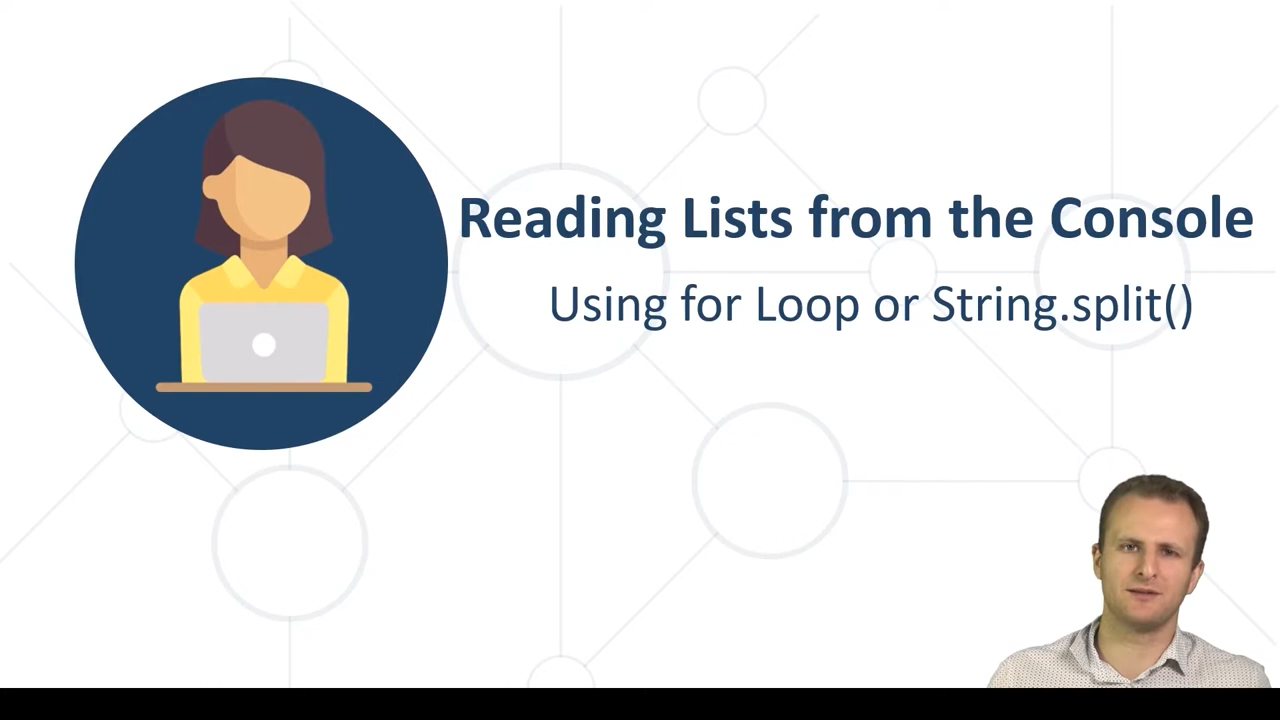 Reading Lists from the Console
Using for Loop or String.split()